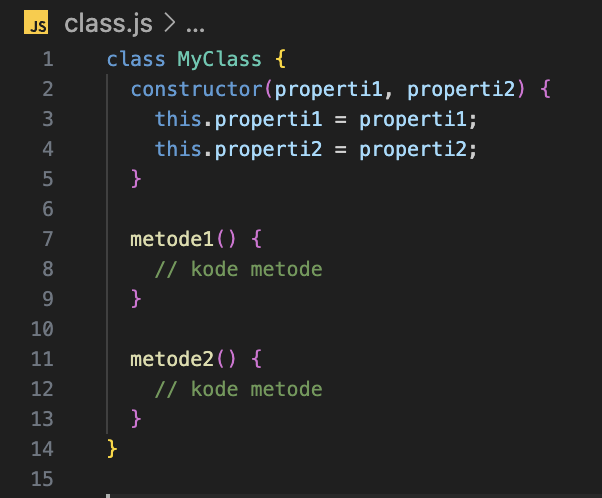 JS class.js > ...
1 class MyClass {
2   constructor(properti1, properti2) {
3     this.properti1 = properti1;
4     this.properti2 = properti2;
5   }
6
7   metode1() {
8     // kode metode
9   }
10
11   metode2() {
12     // kode metode
13   }
14 }
15